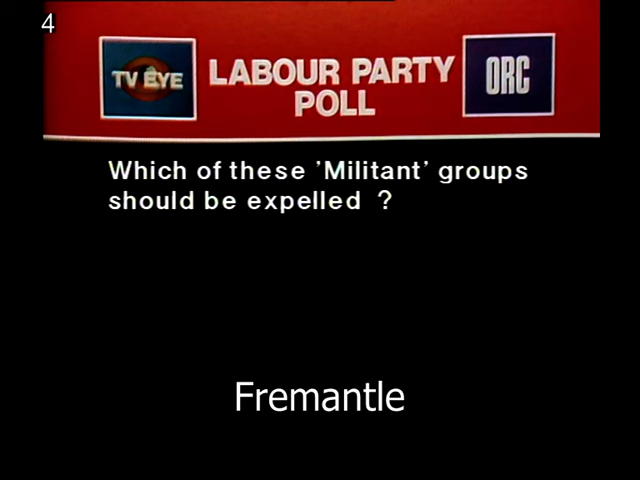 4
TV EYE
LABOUR PARTY
POLL
ORC
Which of these 'Militant' groups
should be expelled ?
Fremantle